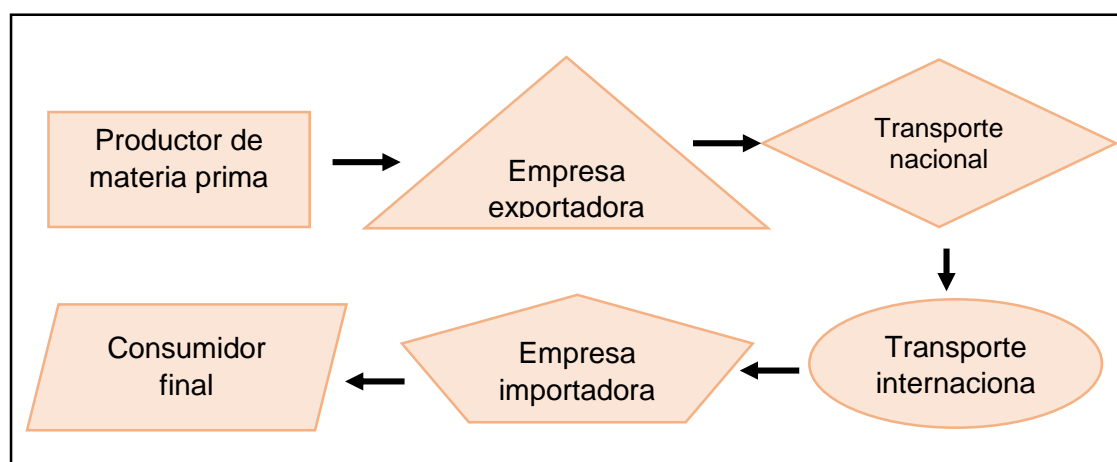 Productor de
materia prima
Empresa
exportadora
Transporte
nacional
Transporte
internaciona
Empresa
importadora
Consumidor
final